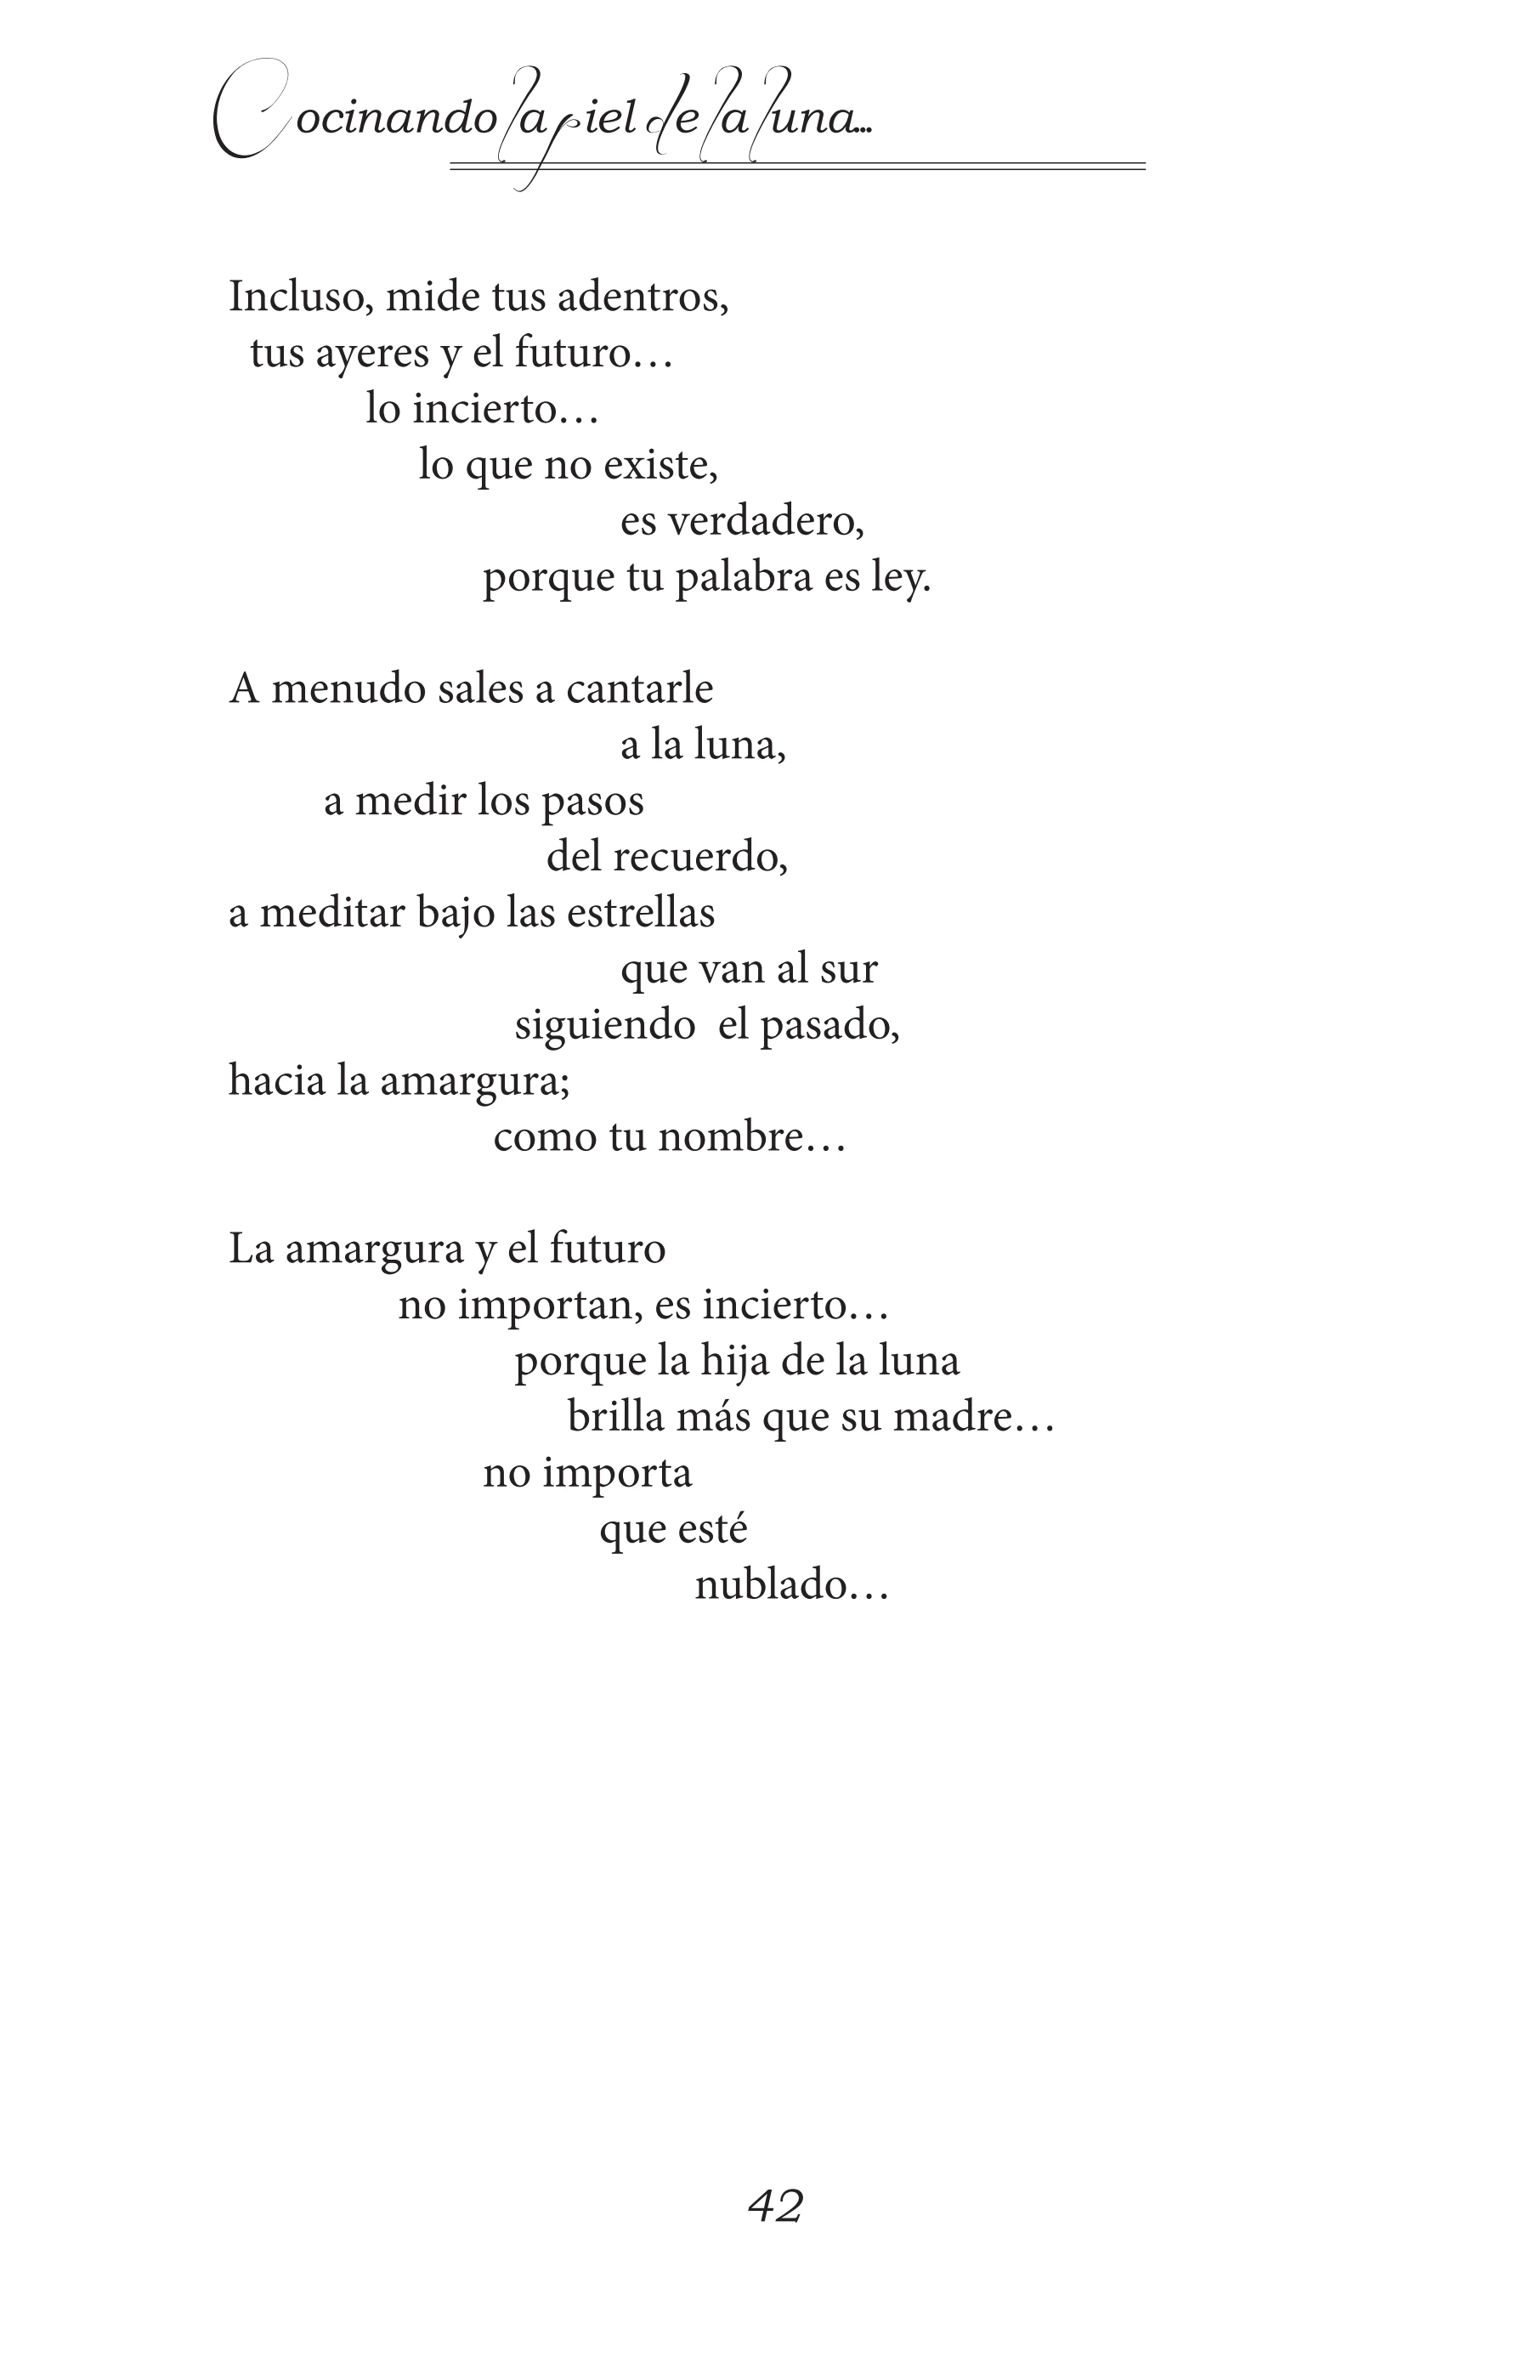 Cocinando la piel de la luna...
Incluso, mide tus adentros,
tus ayeres y el futuro…
lo incierto…
lo que no existe,
es verdadero,
porque tu palabra es ley.
A menudo sales a cantarle
a la luna,
a medir los pasos
del recuerdo,
a meditar bajo las estrellas
que van al sur
siguiendo  el pasado,
hacia la amargura;
como tu nombre…
La amargura y el futuro
no importan, es incierto…
porque la hija de la luna
brilla más que su madre…
no importa
que esté
nublado…
42